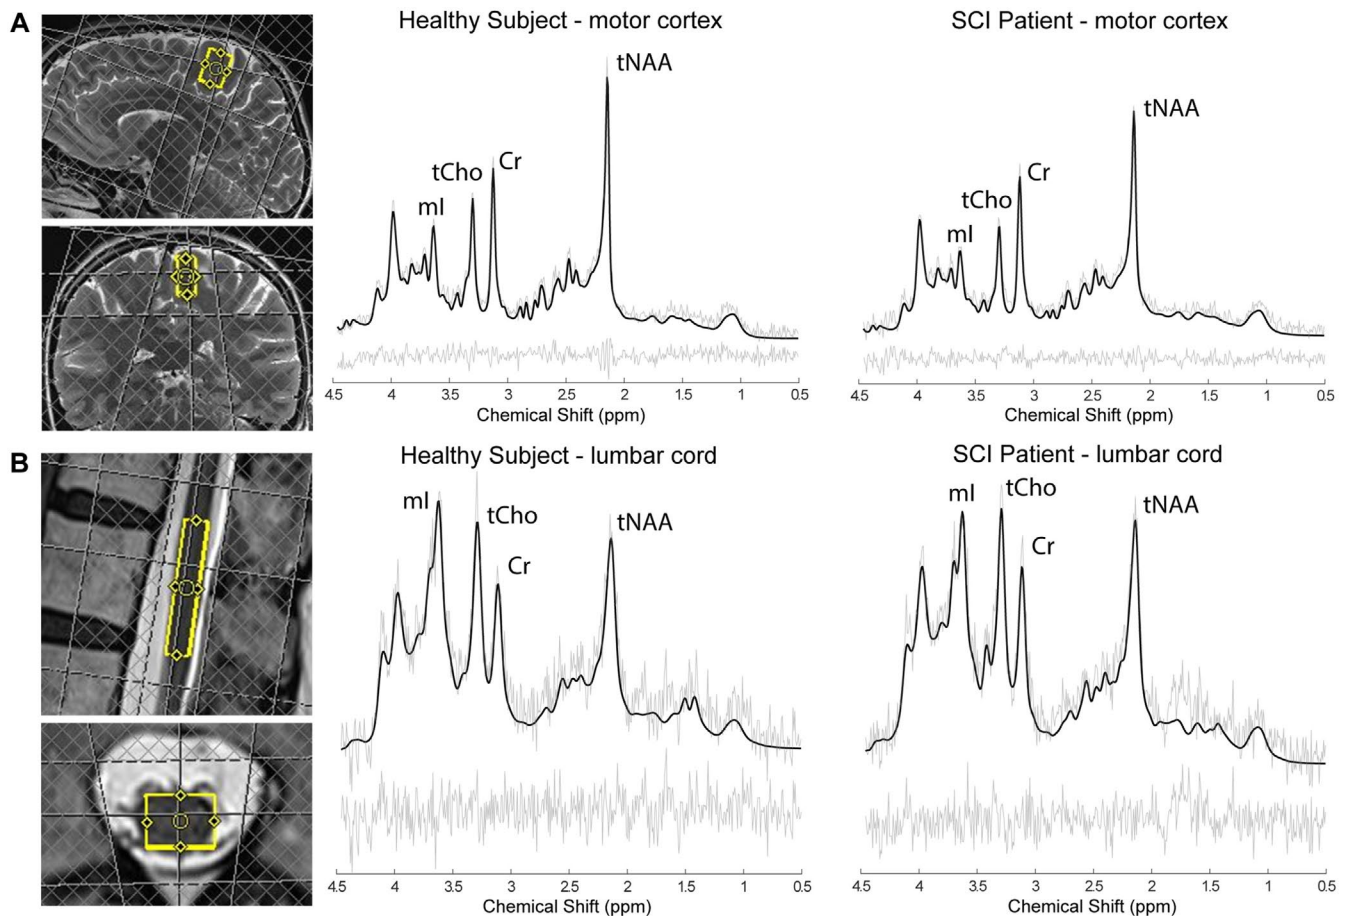 A
Healthy Subject - motor cortex
SCI Patient - motor cortex
tNAA
tCho
Cr
mI
4.5 4 3.5 3 2.5 2 1.5 1 0.5
Chemical Shift (ppm)
tNAA
Cr
tCho
mI
4.5 4 3.5 3 2.5 2 1.5 1 0.5
Chemical Shift (ppm)
B
Healthy Subject - lumbar cord
SCI Patient - lumbar cord
mI
tCho
Cr
tNAA
4.5 4 3.5 3 2.5 2 1.5 1 0.5
Chemical Shift (ppm)
mI
tCho
Cr
tNAA
4.5 4 3.5 3 2.5 2 1.5 1 0.5
Chemical Shift (ppm)